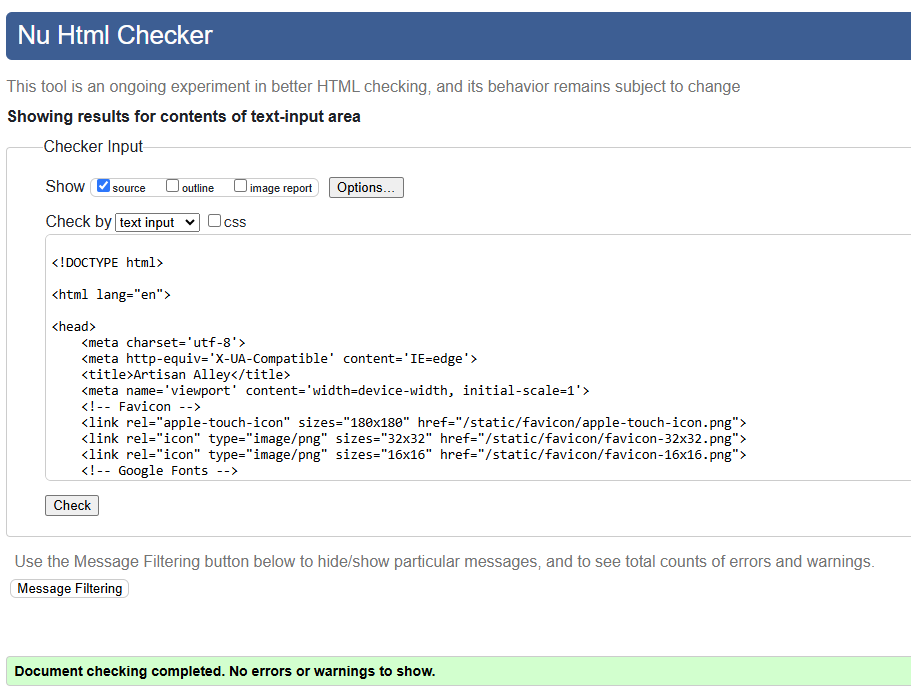 Nu Html Checker
This tool is an ongoing experiment in better HTML checking, and its behavior remains subject to change
Showing results for contents of text-input area
Checker Input
Show source outline image report Options...
Check by text input css
<!DOCTYPE html>
<html lang="en">
<head>
    <meta charset='utf-8'>
    <meta http-equiv='X-UA-Compatible' content='IE=edge'>
    <title>Artisan Alley</title>
    <meta name='viewport' content='width=device-width, initial-scale=1'>
    <!-- Favicon -->
    <link rel="apple-touch-icon" sizes="180x180" href="/static/favicon/apple-touch-icon.png">
    <link rel="icon" type="image/png" sizes="32x32" href="/static/favicon/favicon-32x32.png">
    <link rel="icon" type="image/png" sizes="16x16" href="/static/favicon/favicon-16x16.png">
    <!-- Google Fonts -->
Check
Use the Message Filtering button below to hide/show particular messages, and to see total counts of errors and warnings.
Message Filtering
Document checking completed. No errors or warnings to show.